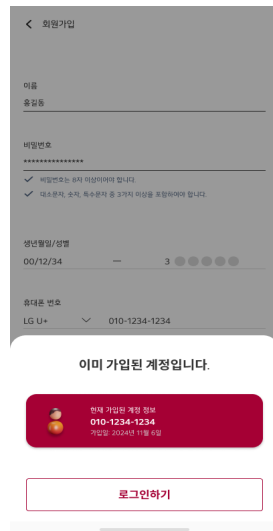 회원가입
이름
홍길동
비밀번호
***************
비밀번호는 8자 이상이어야 합니다.
대소문자, 숫자, 특수문자 중 3가지 이상을 포함하여야 합니다.
생년월일/성별
00/12/34 — 3
휴대폰 번호
LG U+ 010-1234-1234
이미 가입된 계정입니다.
현재 가입된 계정 정보
010-1234-1234
가입일: 2024년 11월 6일
로그인하기